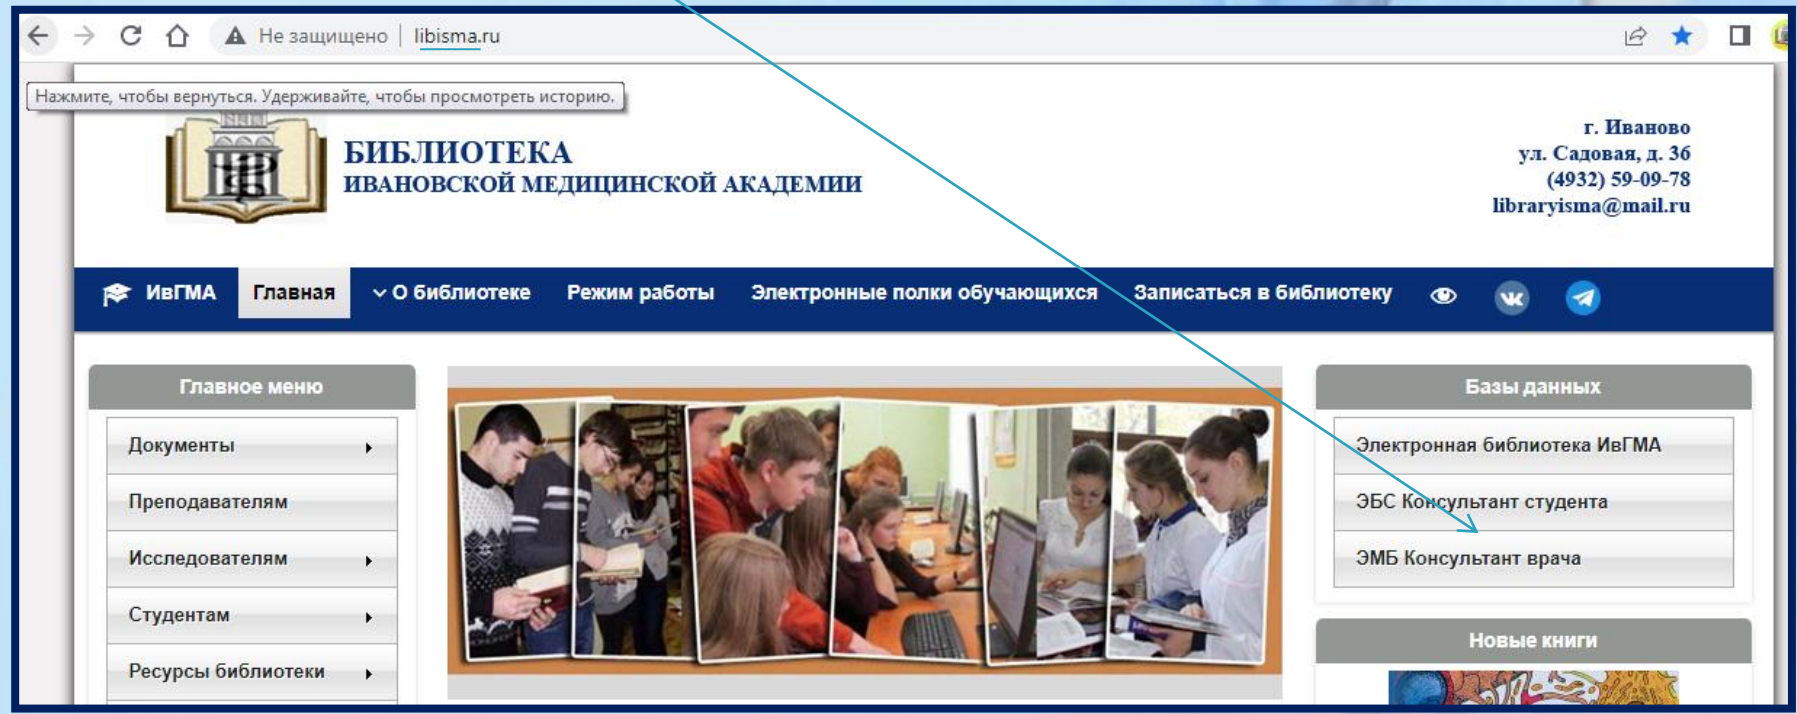 Не защищено | libisma.ru
Нажмите, чтобы вернуться. Удерживайте, чтобы просмотреть историю.
БИБЛИОТЕКА
ИВАНОВСКОЙ МЕДИЦИНСКОЙ АКАДЕМИИ
г. Иваново
ул. Садовая, д. 36
(4932) 59-09-78
libraryisma@mail.ru
ИвГМА Главная О библиотеке Режим работы Электронные полки обучающихся Записаться в библиотеку
Главное меню
Документы
Преподавателям
Исследователям
Студентам
Ресурсы библиотеки
Базы данных
Электронная библиотека ИвГМА
ЭБС Консультант студента
ЭМБ Консультант врача
Новые книги